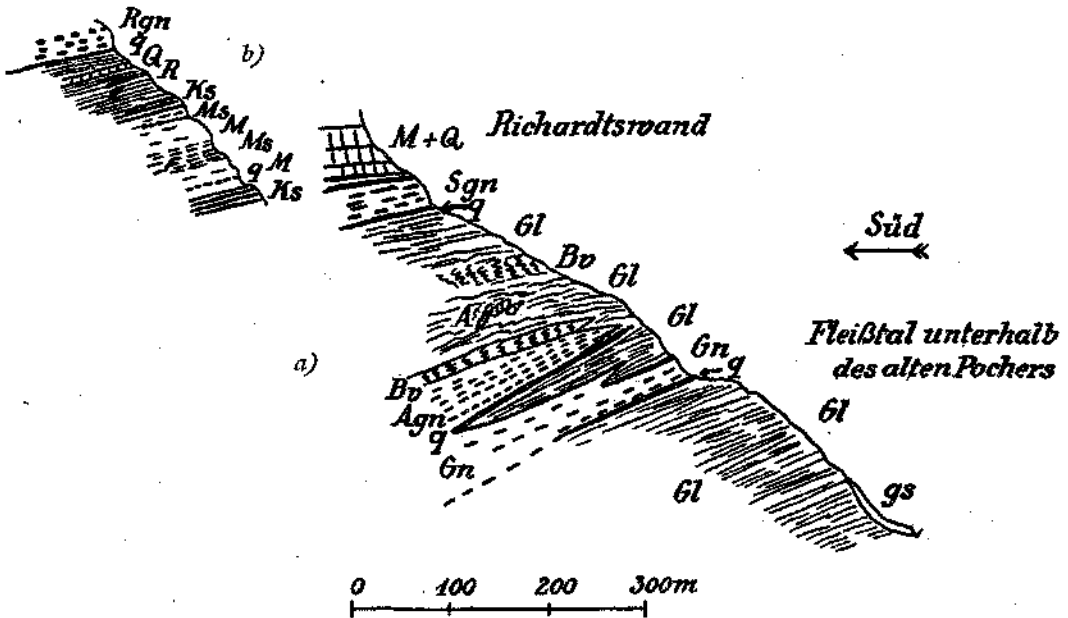 b)
Rgn
q
Q
R
Ks
Ms
M
Ms
M
q
Ks
Richardtswand
M+Q
Sgn
q
Gl
Bv
Gl
Gl
Gn
q
Gl
gs
Süd
Fleißtal unterhalb
des alten Pochers
a)
Bv
Agn
q
Gn
Gl
0 100 200 300m